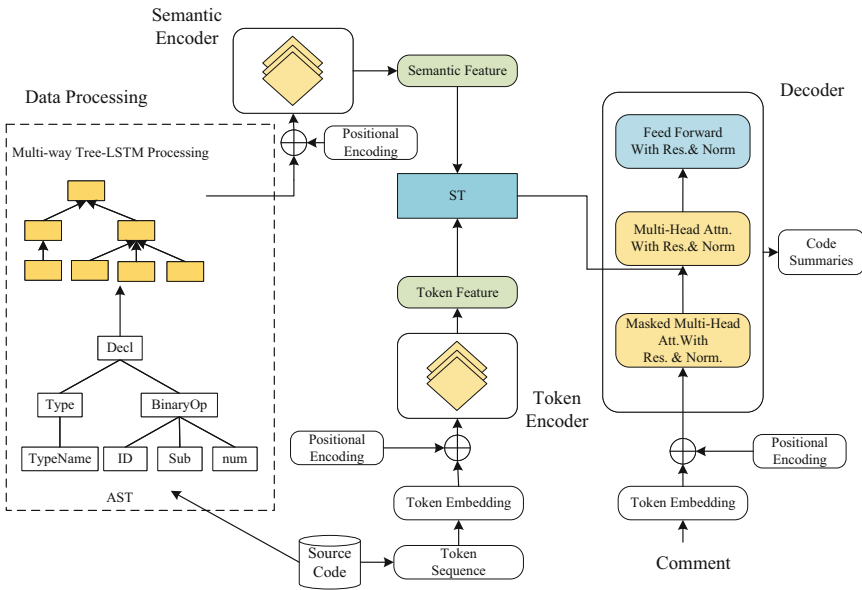 Semantic
Encoder
Semantic Feature
Positional
Encoding
Data Processing
Multi-way Tree-LSTM Processing
Decl
Type
BinaryOp
TypeName
ID
Sub
num
AST
Source
Code
Token
Sequence
Token Embedding
Positional
Encoding
Token
Encoder
Token Feature
ST
Decoder
Feed Forward
With Res.& Norm
Multi-Head Attn.
With Res.& Norm
Masked Multi-Head
Att.With
Res. & Norm.
Code
Summaries
Positional
Encoding
Token Embedding
Comment